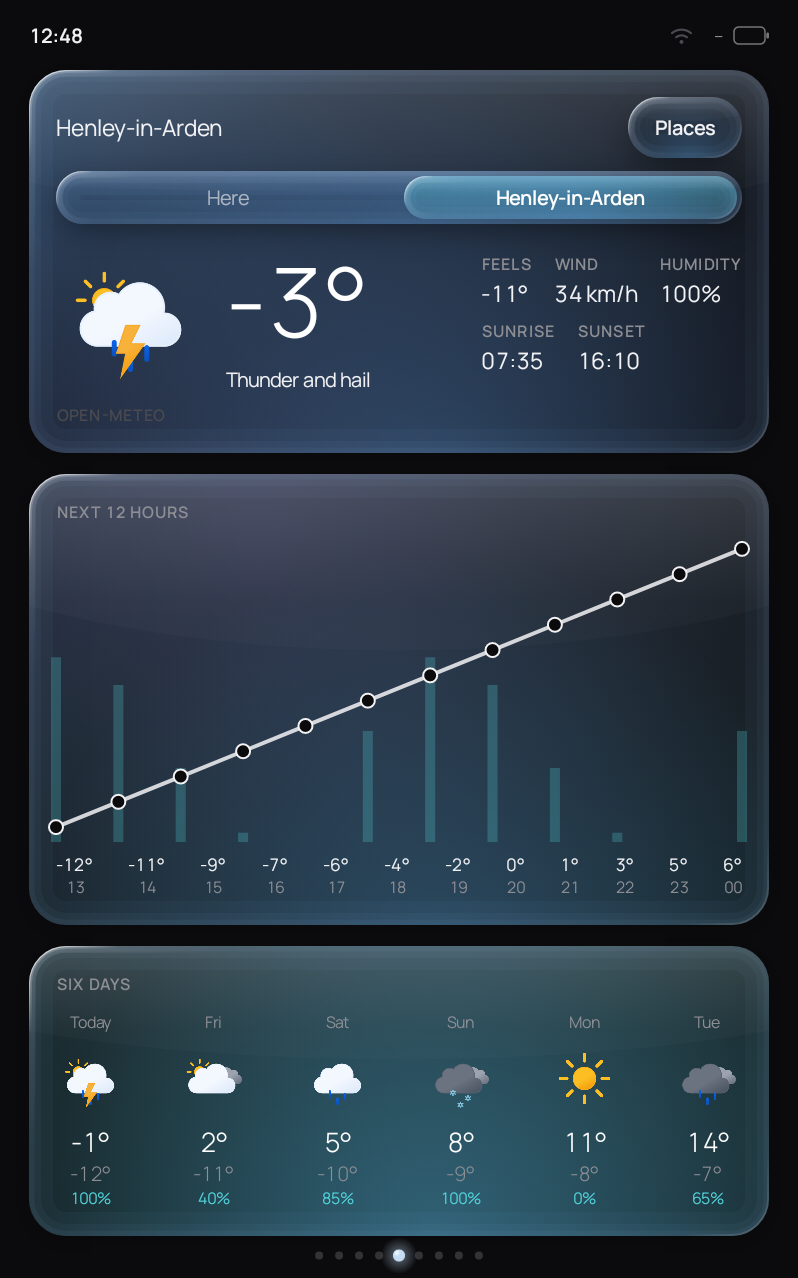 12:48
–
Henley-in-Arden
Places
Here Henley-in-Arden
FEELS WIND HUMIDITY
-11° 34 km/h 100%
-3°
SUNRISE SUNSET
07:35 16:10
Thunder and hail
OPEN-METEO
NEXT 12 HOURS
-12° -11° -9° -7° -6° -4° -2° 0° 1° 3° 5° 6°
13 14 15 16 17 18 19 20 21 22 23 00
SIX DAYS
Today Fri Sat Sun Mon Tue
-1° 2° 5° 8° 11° 14°
-12° -11° -10° -9° -8° -7°
100% 40% 85% 100% 0% 65%